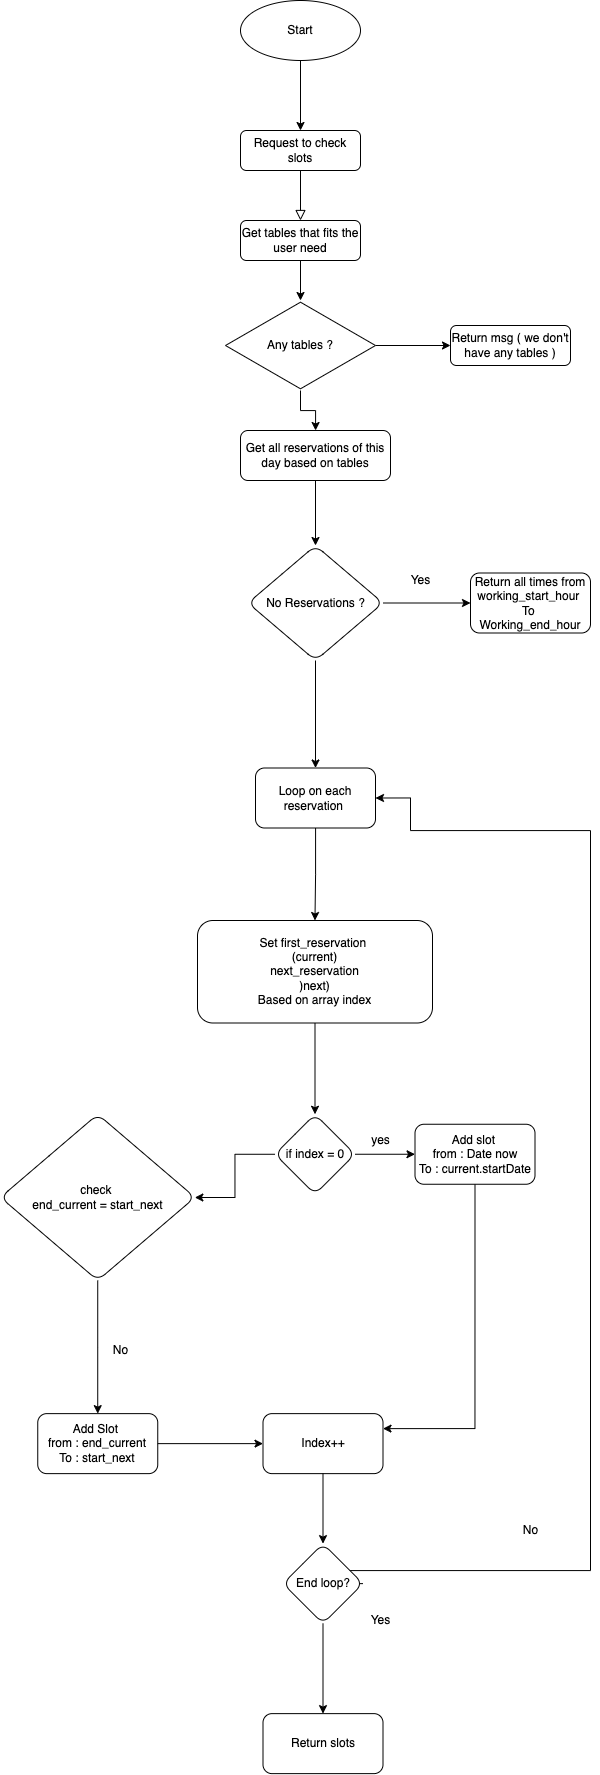 Start
Request to check
slots
Get tables that fits the
user need
Any tables ?
Return msg ( we don't
have any tables )
Get all reservations of this
day based on tables
No Reservations ?
Yes
Return all times from
working_start_hour
To
Working_end_hour
Loop on each
reservation
Set first_reservation
(current)
next_reservation
)next)
Based on array index
if index = 0
yes
Add slot
from : Date now
To : current.startDate
check
end_current = start_next
No
Add Slot
from : end_current
To : start_next
Index++
No
End loop?
Yes
Return slots